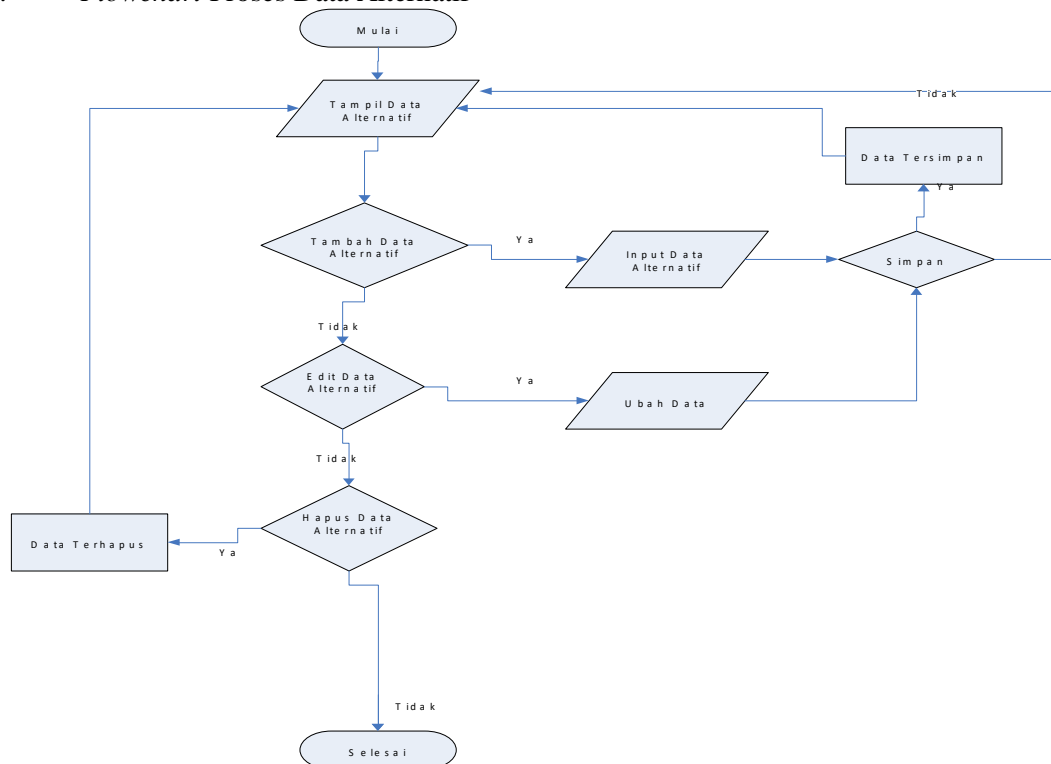 Flowchart Proses Data Alternatif
Mulai
Tampil Data
Alternatif
Tidak
Data Tersimpan
Ya
Tambah Data
Alternatif
Ya
Input Data
Alternatif
Simpan
Tidak
Edit Data
Alternatif
Ya
Ubah Data
Tidak
Hapus Data
Alternatif
Data Terhapus
Ya
Tidak
Selesai